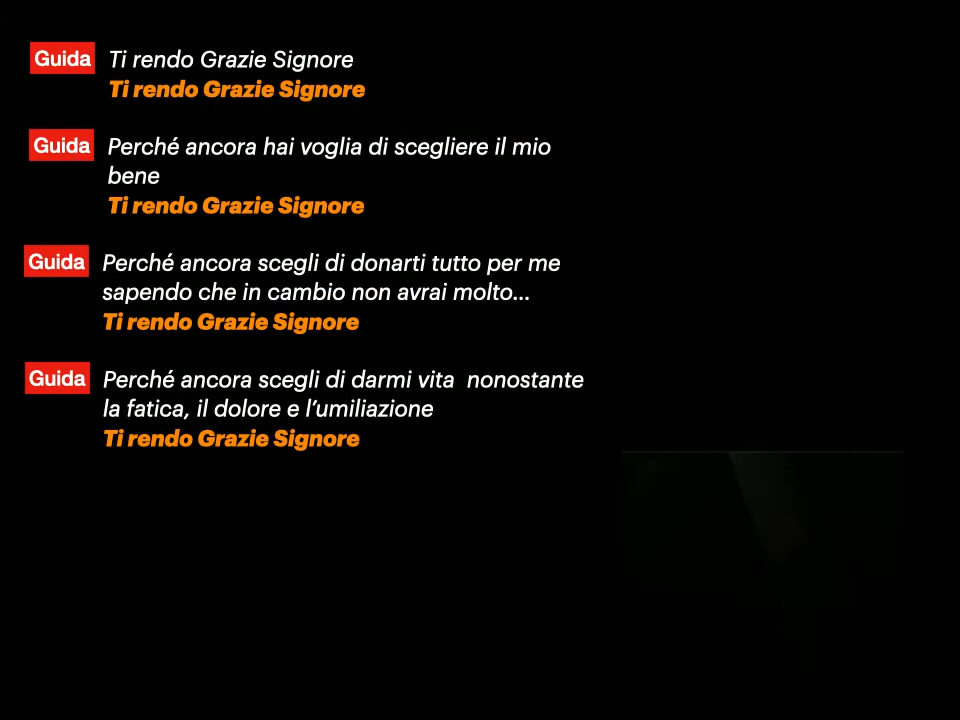 Guida Ti rendo Grazie Signore
Ti rendo Grazie Signore
Guida Perché ancora hai voglia di scegliere il mio
bene
Ti rendo Grazie Signore
Guida Perché ancora scegli di donarti tutto per me
sapendo che in cambio non avrai molto...
Ti rendo Grazie Signore
Guida Perché ancora scegli di darmi vita  nonostante
la fatica, il dolore e l’umiliazione
Ti rendo Grazie Signore